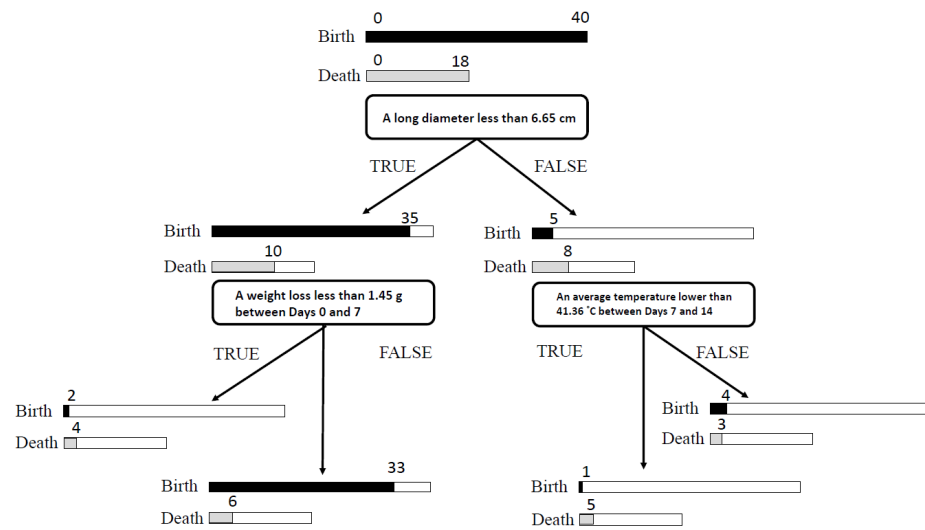 0 40
Birth
0 18
Death
A long diameter less than 6.65 cm
TRUE FALSE
35
Birth
10
Death
5
Birth
8
Death
A weight loss less than 1.45 g
between Days 0 and 7
An average temperature lower than
41.36 ˚C between Days 7 and 14
TRUE FALSE
TRUE FALSE
2
Birth
4
Death
4
Birth
3
Death
33
Birth
6
Death
1
Birth
5
Death